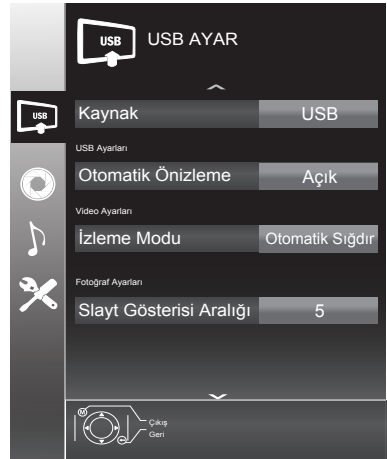 USB
USB AYAR
USB
Kaynak
USB
USB Ayarları
Otomatik Önizleme
Açık
Video Ayarları
İzleme Modu
Otomatik Sığdır
Fotoğraf Ayarları
Slayt Gösterisi Aralığı
5
M
Çıkış
Geri